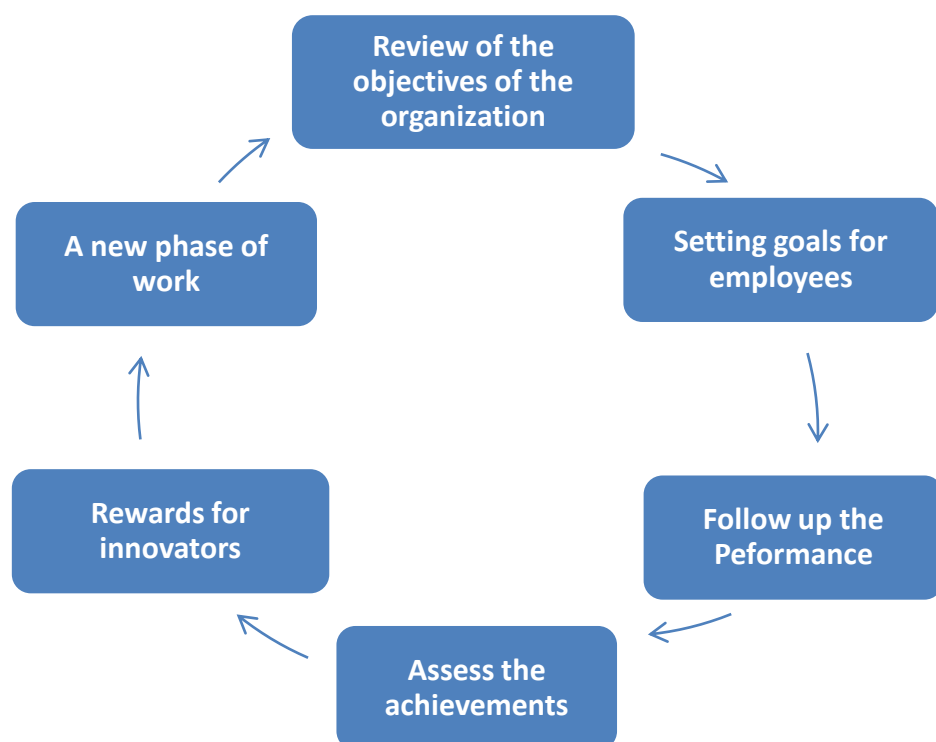 Review of the
objectives of the
organization
Setting goals for
employees
Follow up the
Peformance
Assess the
achievements
Rewards for
innovators
A new phase of
work